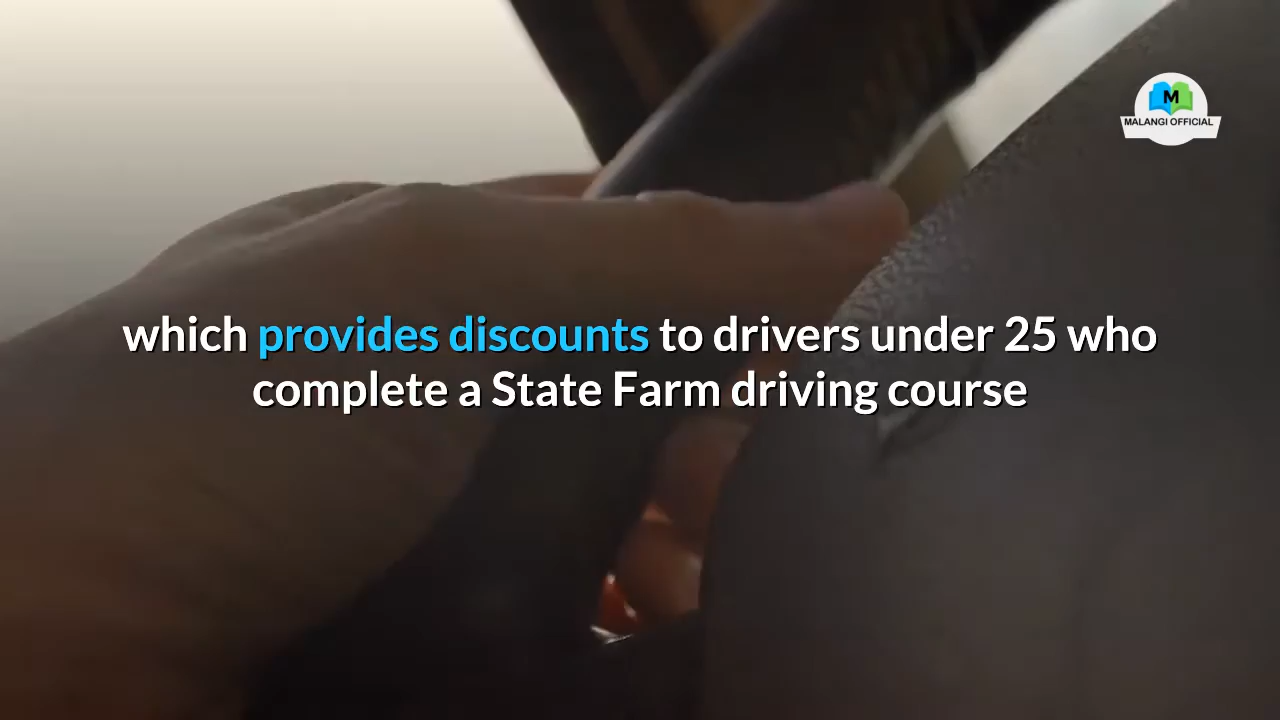 M
MALANGI OFFICIAL
which provides discounts to drivers under 25 who
complete a State Farm driving course